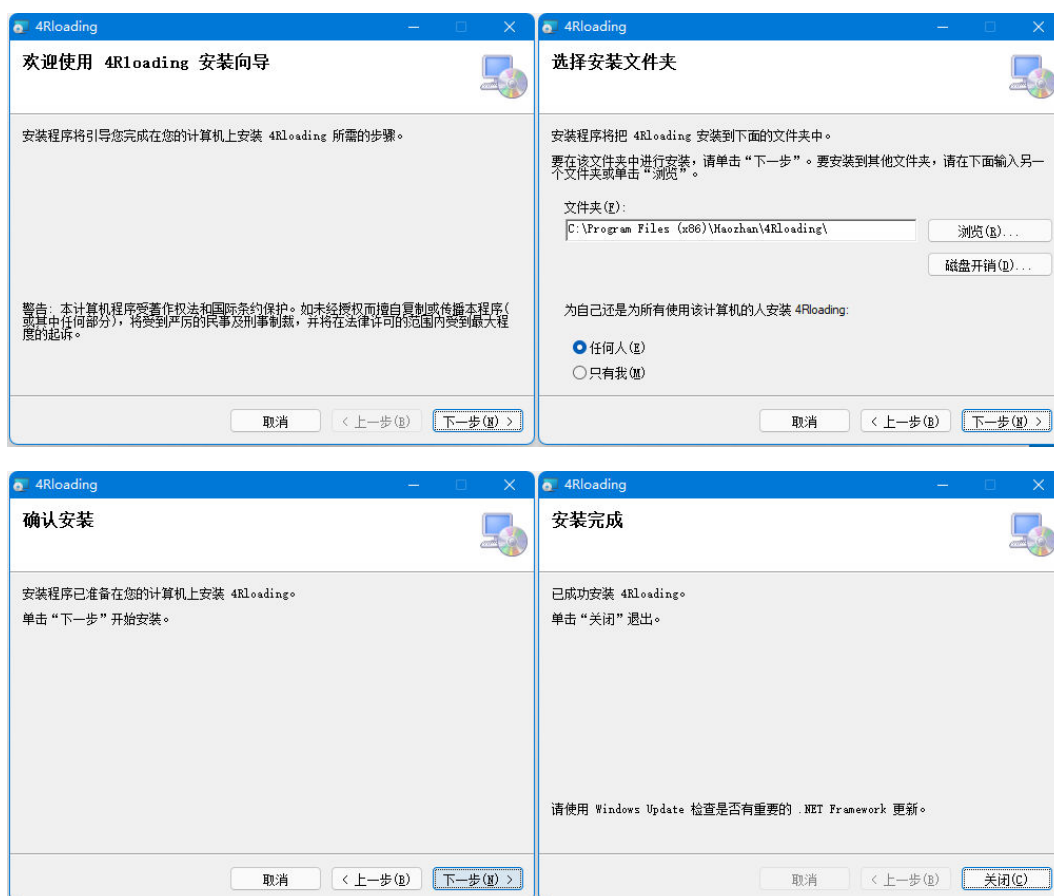 4Rloading
欢迎使用 4Rloading 安装向导
安装程序将引导您完成在您的计算机上安装 4Rloading 所需的步骤。
警告: 本计算机程序受著作权法和国际条约保护。如未经授权而擅自复制或传播本程序(
或其中任何部分)，将受到严厉的民事及刑事制裁，并将在法律许可的范围内受到最大程
度的起诉。
取消
< 上一步(B)
下一步(N) >
4Rloading
选择安装文件夹
安装程序将把 4Rloading 安装到下面的文件夹中。
要在该文件夹中进行安装，请单击“下一步”。要安装到其他文件夹，请在下面输入另一
个文件夹或单击“浏览”。
文件夹(F):
C:\Program Files (x86)\Haozhan\4Rloading\
浏览(R)...
磁盘开销(D)...
为自己还是为所有使用该计算机的人安装 4Rloading:
任何人(E)
只有我(M)
取消
< 上一步(B)
下一步(N) >
4Rloading
确认安装
安装程序已准备在您的计算机上安装 4Rloading。
单击“下一步”开始安装。
取消
< 上一步(B)
下一步(N) >
4Rloading
安装完成
已成功安装 4Rloading。
单击“关闭”退出。
请使用 Windows Update 检查是否有重要的 .NET Framework 更新。
取消
< 上一步(B)
关闭(C)